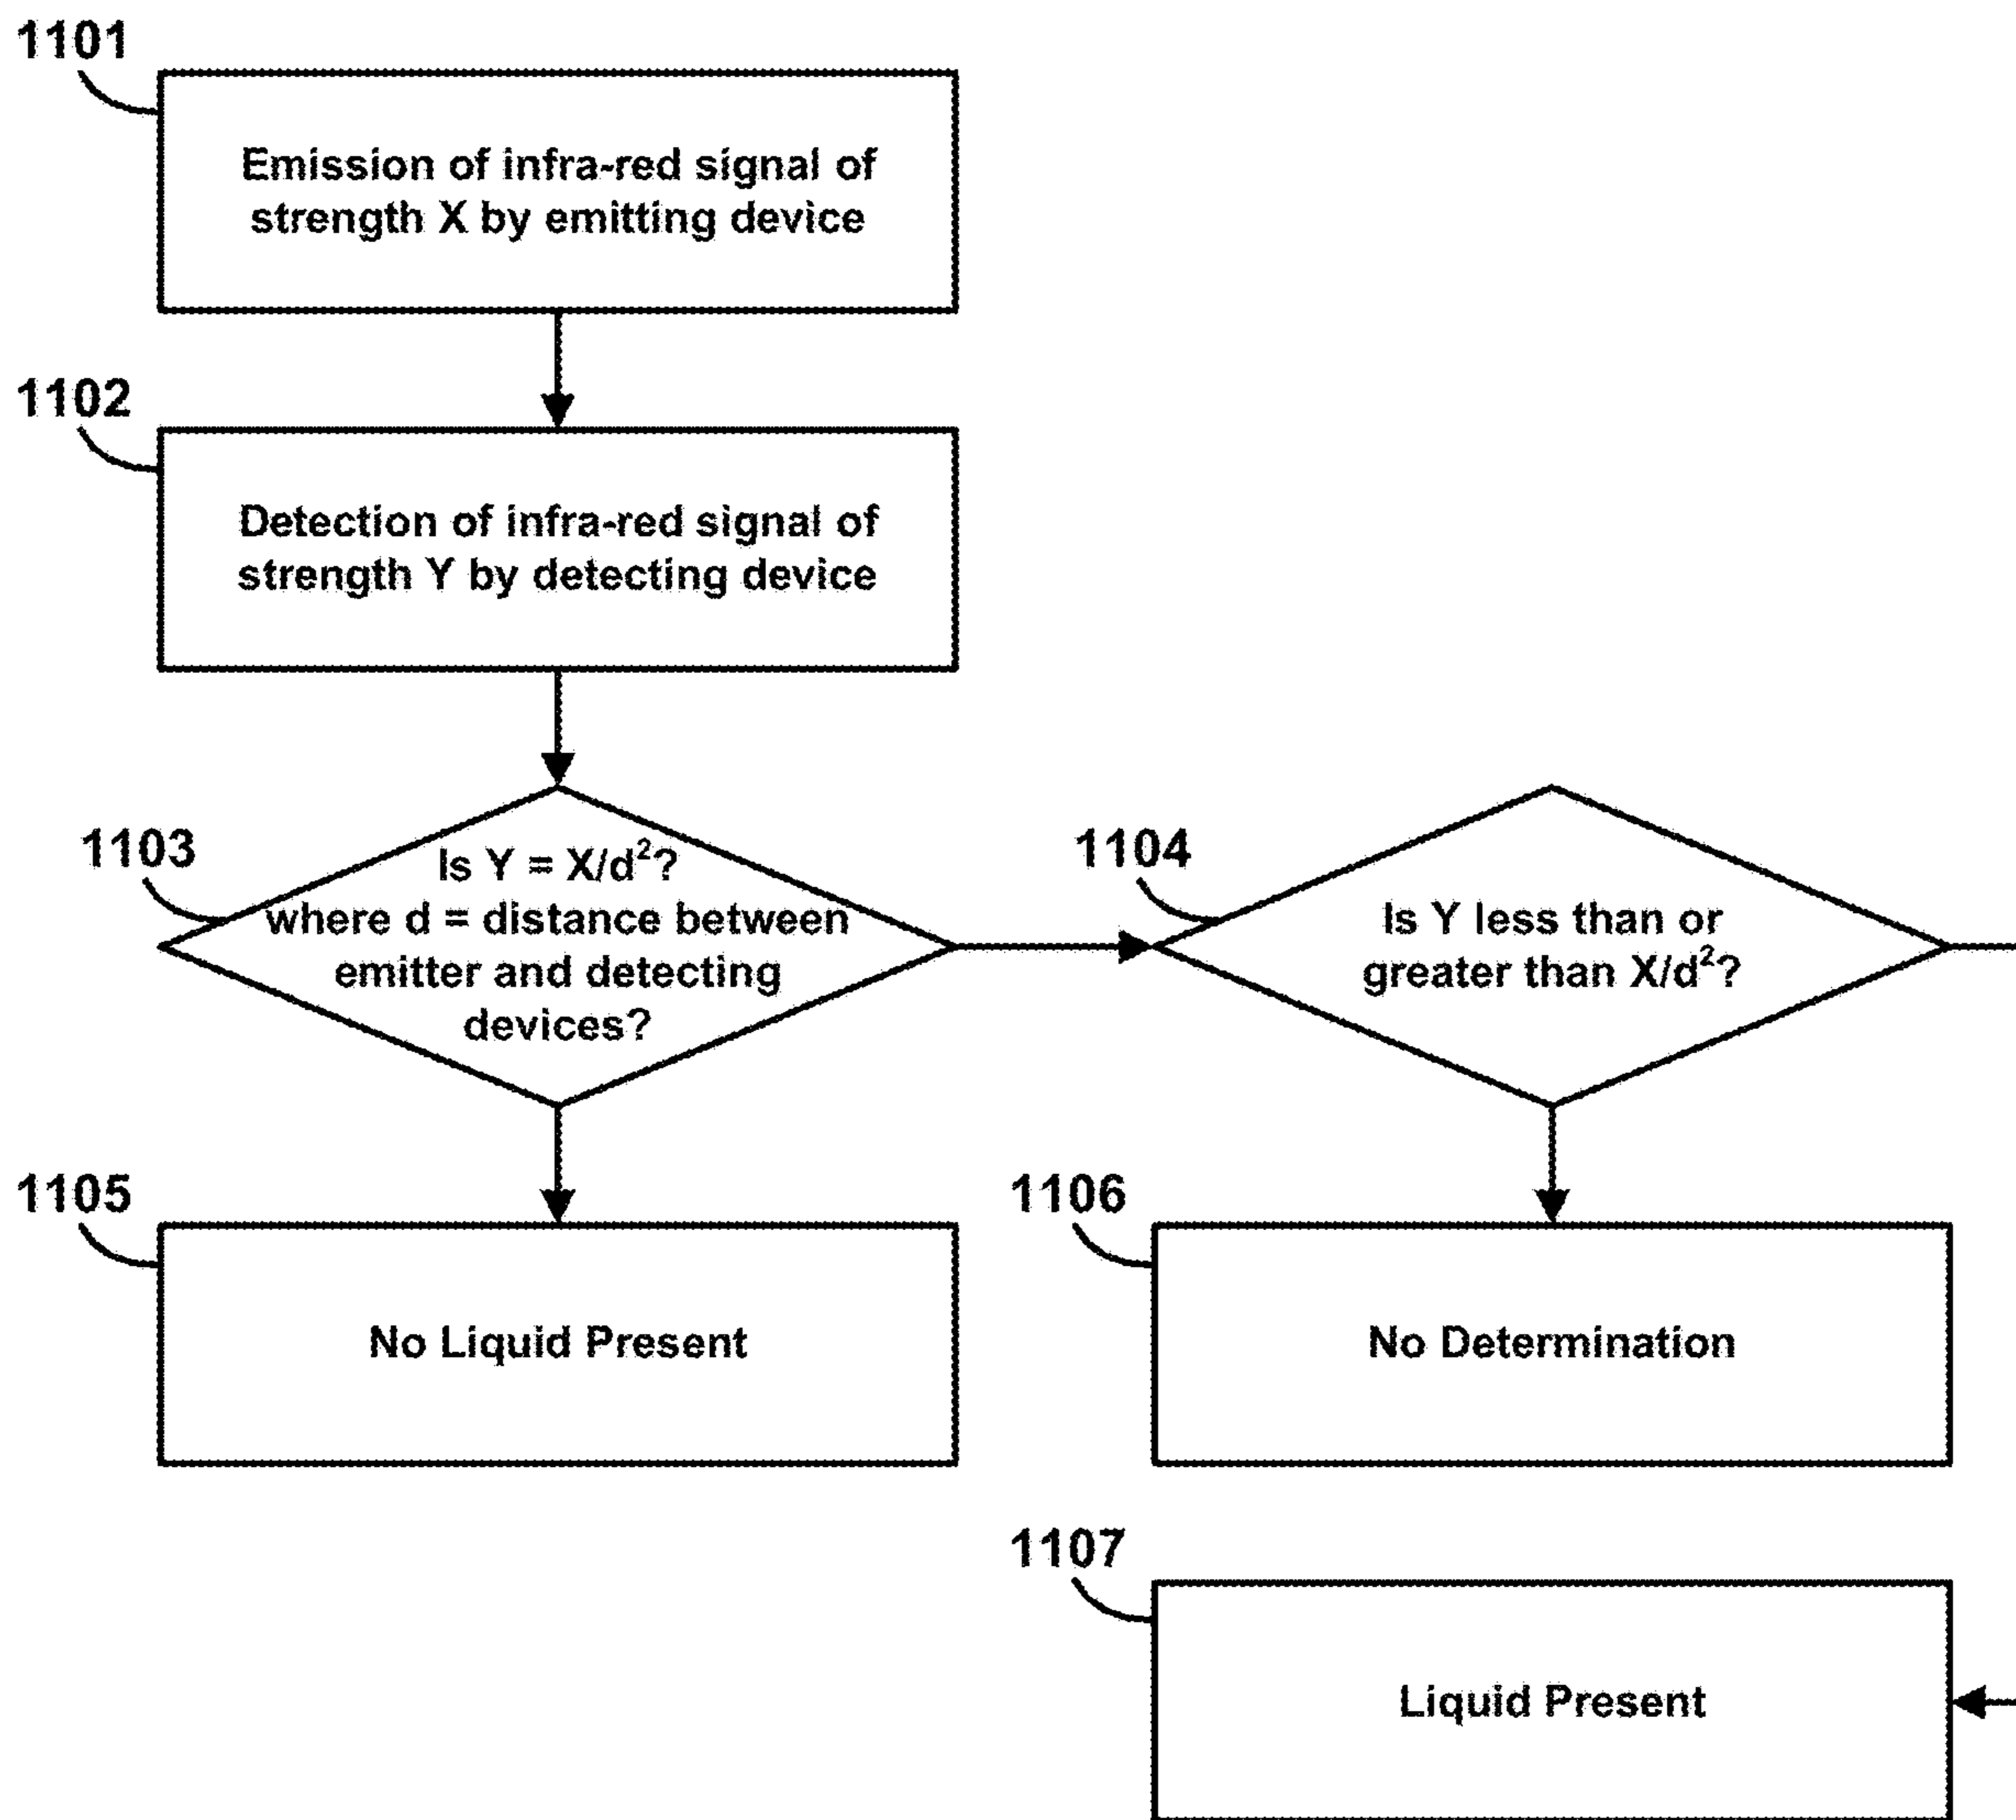 1101
Emission of infra-red signal of
strength X by emitting device
1102
Detection of infra-red signal of
strength Y by detecting device
1103
Is Y = X/d²?
where d = distance between
emitter and detecting
devices?
1104
Is Y less than or
greater than X/d²?
1105
No Liquid Present
1106
No Determination
1107
Liquid Present